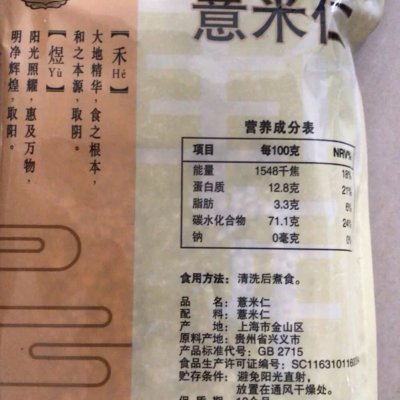 薏米仁
【禾】
Hé
大地精华，食之根本，
和之本源，取阴。
【煜】
Yù
阳光照耀，惠及万物，
明净辉煌，取阳。
营养成分表
项目 每100克 NRV%
能量 1548千焦 18%
蛋白质 12.8克 21%
脂肪 3.3克 6%
碳水化合物 71.1克 24%
钠 0毫克 0%
食用方法：清洗后煮食。
品名：薏米仁
配料：薏米仁
产地：上海市金山区
原料产地：贵州省兴义市
产品标准代号：GB 2715
食品生产许可证编号：SC116310116
贮存条件：避免阳光直射，
放置在通风干燥处。